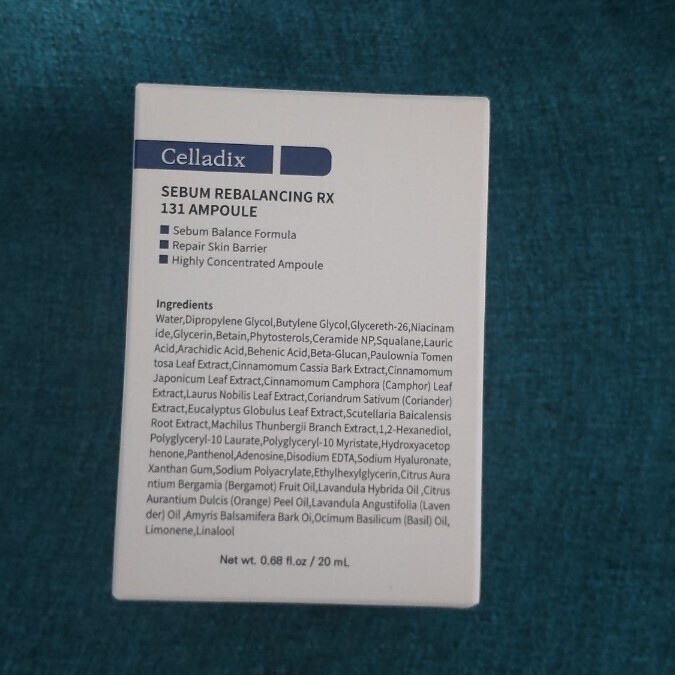 Celladix
SEBUM REBALANCING RX
131 AMPOULE
Sebum Balance Formula
Repair Skin Barrier
Highly Concentrated Ampoule
Ingredients
Water,Dipropylene Glycol,Butylene Glycol,Glycereth-26,Niacinam
ide,Glycerin,Betain,Phytosterols,Ceramide NP,Squalane,Lauric
Acid,Arachidic Acid,Behenic Acid,Beta-Glucan,Paulownia Tomen
tosa Leaf Extract,Cinnamomum Cassia Bark Extract,Cinnamomum
Japonicum Leaf Extract,Cinnamomum Camphora (Camphor) Leaf
Extract,Laurus Nobilis Leaf Extract,Coriandrum Sativum (Coriander)
Extract,Eucalyptus Globulus Leaf Extract,Scutellaria Baicalensis
Root Extract,Machilus Thunbergii Branch Extract,1,2-Hexanediol,
Polyglyceryl-10 Laurate,Polyglyceryl-10 Myristate,Hydroxyacetop
henone,Panthenol,Adenosine,Disodium EDTA,Sodium Hyaluronate,
Xanthan Gum,Sodium Polyacrylate,Ethylhexylglycerin,Citrus Aura
ntium Bergamia (Bergamot) Fruit Oil,Lavandula Hybrida Oil ,Citrus
Aurantium Dulcis (Orange) Peel Oil,Lavandula Angustifolia (Laven
der) Oil ,Amyris Balsamifera Bark Oi,Ocimum Basilicum (Basil) Oil,
Limonene,Linalool
Net wt. 0.68 fl.oz / 20 mL